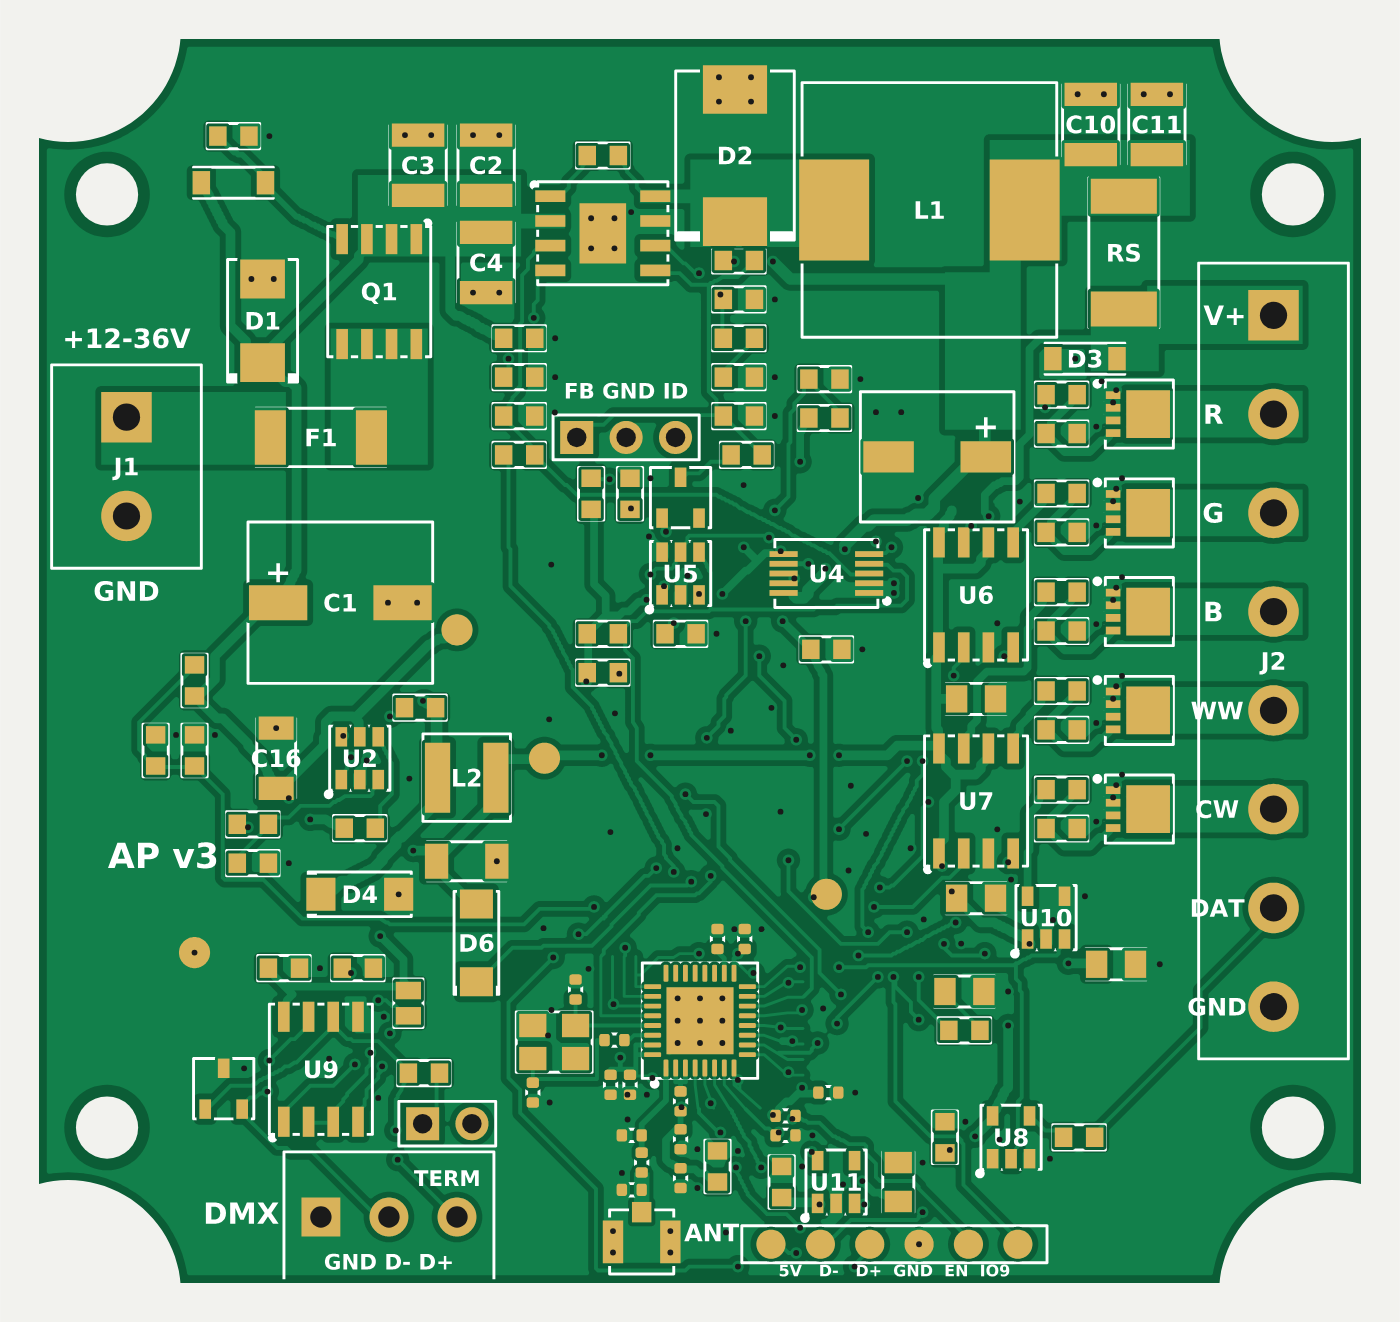 C10 C11
D2
C3 C2
L1
RS
C4
Q1
V+
D1
+12-36V
D3
FB GND ID
R
+
F1
J1
G
+
U5
U4
GND
U6
C1
B
J2
WW
C16
U2
L2
U7
CW
AP v3
D4
DAT
U10
D6
GND
U9
U8
TERM
U11
DMX
ANT
GND D- D+
5V D- D+ GND EN IO9